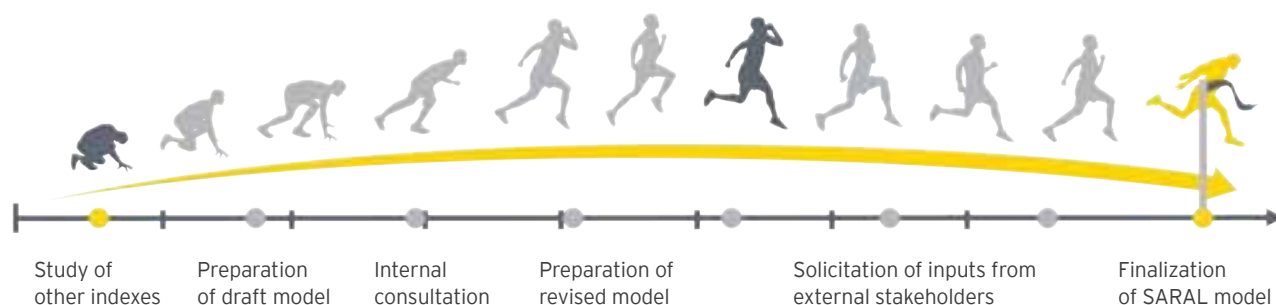 Study of
other indexes
Preparation
of draft model
Internal
consultation
Preparation of
revised model
Solicitation of inputs from
external stakeholders
Finalization
of SARAL model